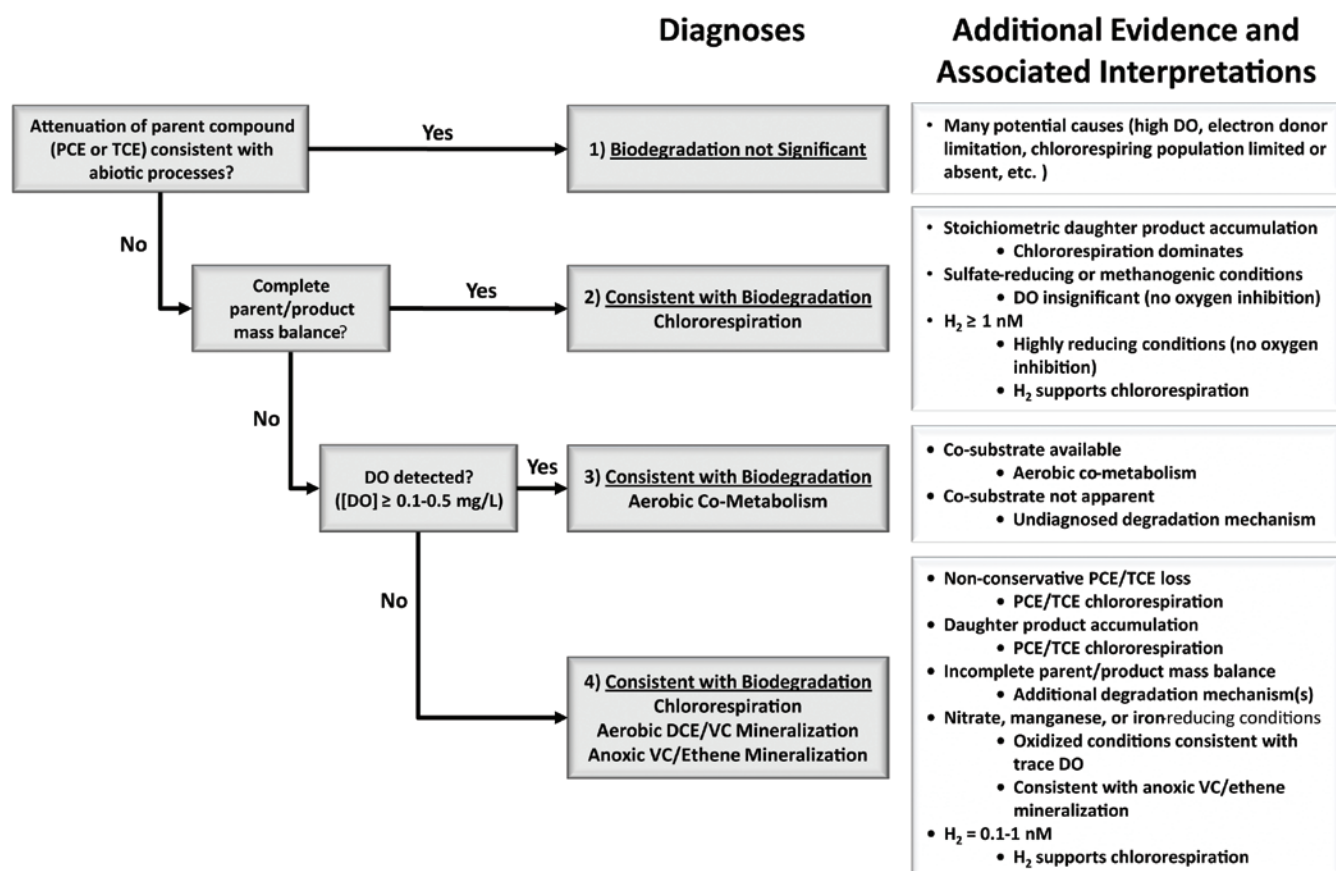 Diagnoses
Additional Evidence and
Associated Interpretations
Attenuation of parent compound
(PCE or TCE) consistent with
abiotic processes?
Yes
1) Biodegradation not Significant
• Many potential causes (high DO, electron donor
limitation, chlororespiring population limited or
absent, etc. )
No
Complete
parent/product
mass balance?
Yes
2) Consistent with Biodegradation
Chlororespiration
• Stoichiometric daughter product accumulation
• Chlororespiration dominates
• Sulfate-reducing or methanogenic conditions
• DO insignificant (no oxygen inhibition)
• H₂ ≥ 1 nM
• Highly reducing conditions (no oxygen
inhibition)
• H₂ supports chlororespiration
No
DO detected?
([DO] ≥ 0.1-0.5 mg/L)
Yes
3) Consistent with Biodegradation
Aerobic Co-Metabolism
• Co-substrate available
• Aerobic co-metabolism
• Co-substrate not apparent
• Undiagnosed degradation mechanism
No
4) Consistent with Biodegradation
Chlororespiration
Aerobic DCE/VC Mineralization
Anoxic VC/Ethene Mineralization
• Non-conservative PCE/TCE loss
• PCE/TCE chlororespiration
• Daughter product accumulation
• PCE/TCE chlororespiration
• Incomplete parent/product mass balance
• Additional degradation mechanism(s)
• Nitrate, manganese, or iron-reducing conditions
• Oxidized conditions consistent with
trace DO
• Consistent with anoxic VC/ethene
mineralization
• H₂ = 0.1-1 nM
• H₂ supports chlororespiration